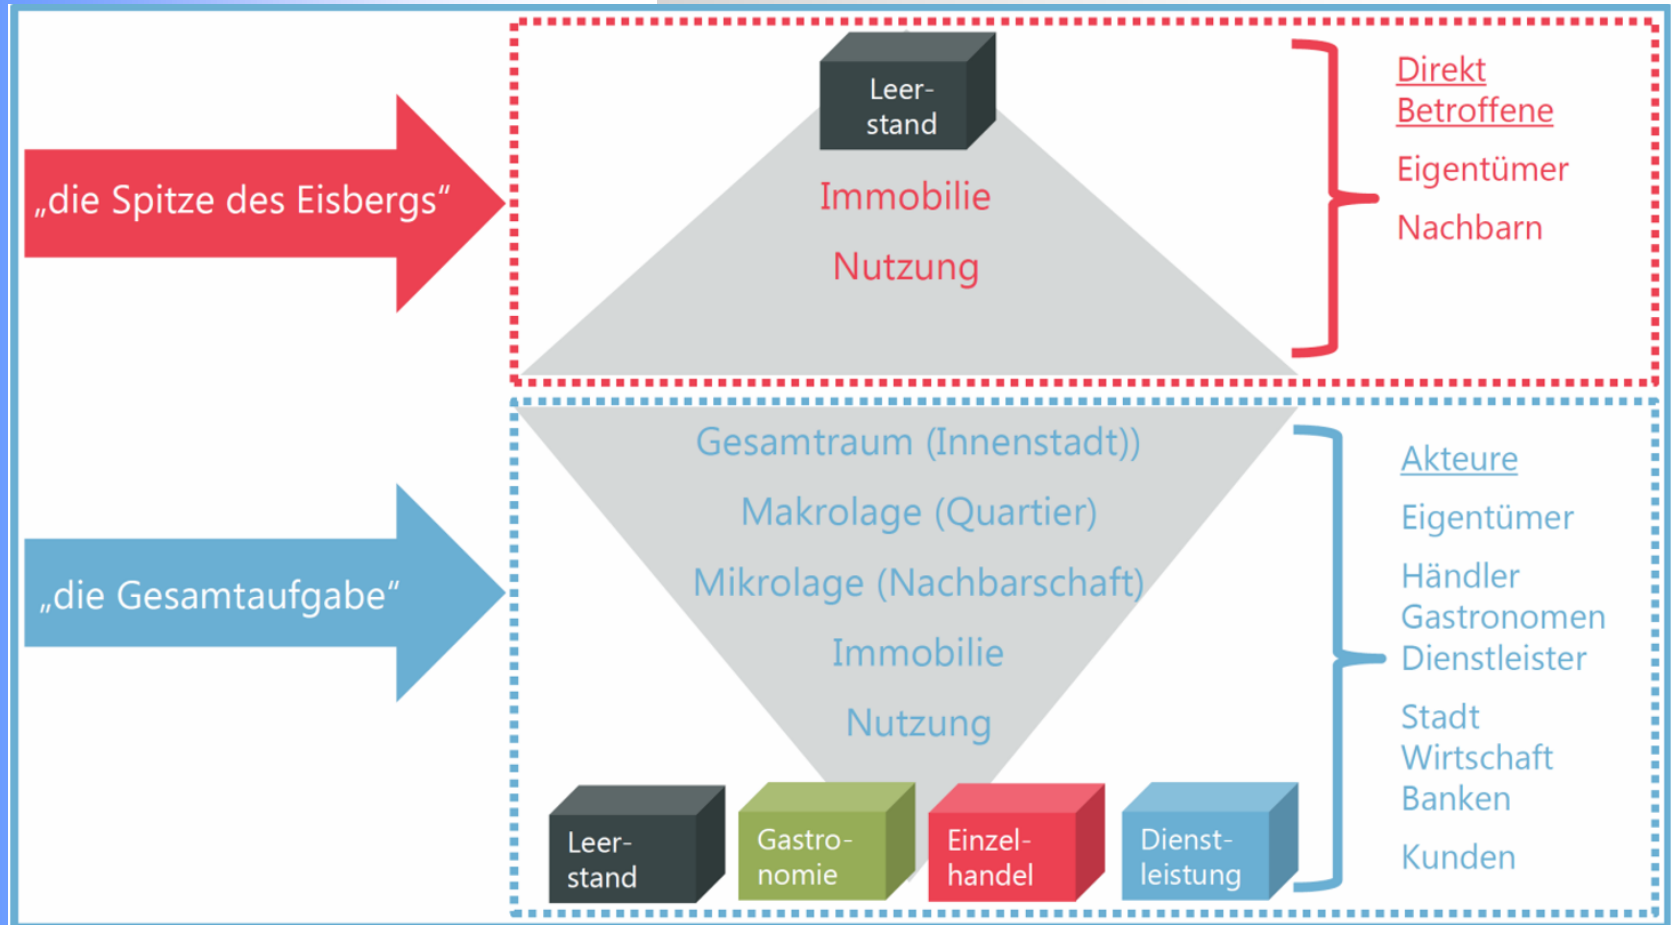 „die Spitze des Eisbergs“
Leer-
stand
Immobilie
Nutzung
Direkt
Betroffene
Eigentümer
Nachbarn
„die Gesamtaufgabe“
Gesamtraum (Innenstadt))
Makrolage (Quartier)
Mikrolage (Nachbarschaft)
Immobilie
Nutzung
Leer-
stand
Gastro-
nomie
Einzel-
handel
Dienst-
leistung
Akteure
Eigentümer
Händler
Gastronomen
Dienstleister
Stadt
Wirtschaft
Banken
Kunden